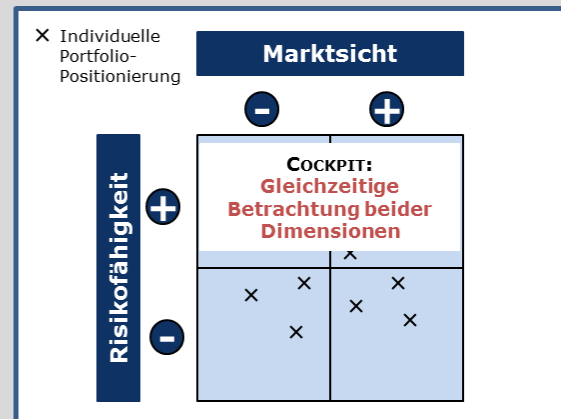 × Individuelle
Portfolio-
Positionierung
Marktsicht
- +
COCKPIT:
Gleichzeitige
Betrachtung beider
Dimensionen
Risikofähigkeit
+
-